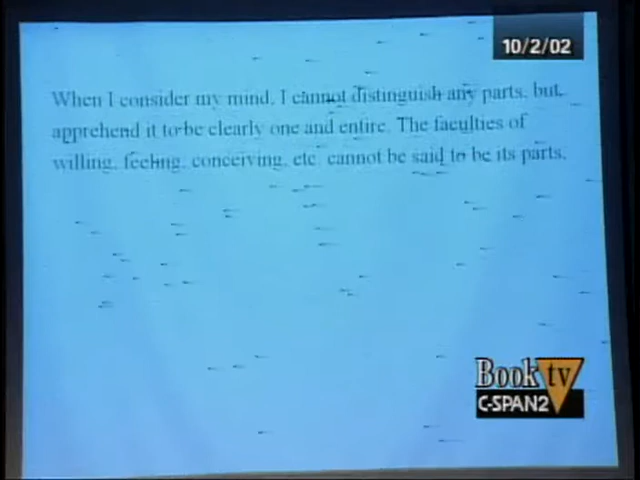 10/2/02
When I consider my mind, I cannot distinguish any parts, but
apprehend it to be clearly one and entire. The faculties of
willing, feeling, conceiving, etc. cannot be said to be its parts.
Book tv
C-SPAN2